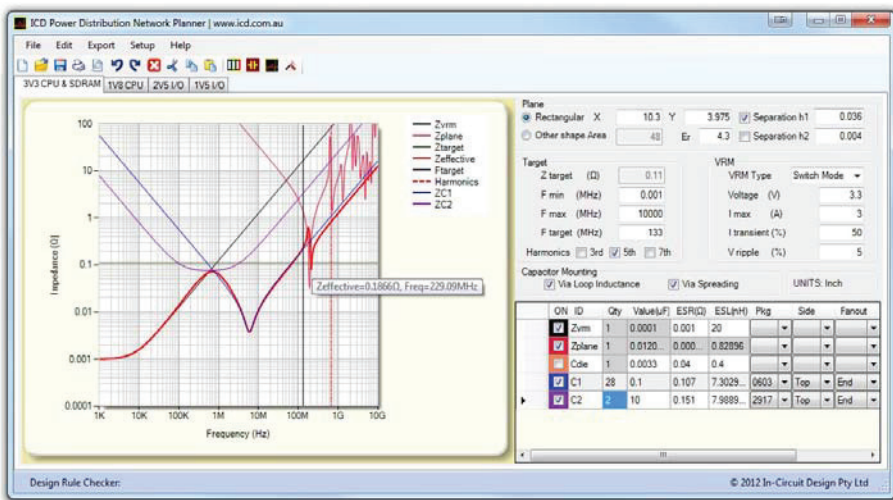 ICD Power Distribution Network Planner | www.icd.com.au
File Edit Export Setup Help
3V3 CPU & SDRAM 1V8 CPU 2V5 I/O 1V5 I/O
100
10
1
0.1
0.01
0.001
0.0001
Impedance (Ω)
1K 10K 100K 1M 10M 100M 1G 10G
Frequency (Hz)
Zvrm
Zplane
Ztarget
Zeffective
Ftarget
Harmonics
ZC1
ZC2
Zeffective=0.1866Ω, Freq=229.09MHz
Plane
Rectangular X 10.3 Y 3.975 Separation h1 0.036
Other shape Area 48 Er 4.3 Separation h2 0.004
Target
Z target (Ω) 0.11
F min (MHz) 0.001
F max (MHz) 10000
F target (MHz) 133
Harmonics 3rd 5th 7th
VRM
VRM Type Switch Mode
Voltage (V) 3.3
I max (A) 3
I transient (%) 50
V ripple (%) 5
Capacitor Mounting
Via Loop Inductance Via Spreading UNITS: Inch
ON ID Qty Value(uF) ESR(Ω) ESL(nH) Pkg Side Fanout
Zvrm 1 0.0001 0.001 20
Zplane 1 0.0120... 0.000... 0.82896
Cdie 1 0.0033 0.04 0.4
C1 28 0.1 0.107 7.3029... 0603 Top End
C2 2 10 0.151 7.9889... 2917 Top End
Design Rule Checker:
© 2012 In-Circuit Design Pty Ltd